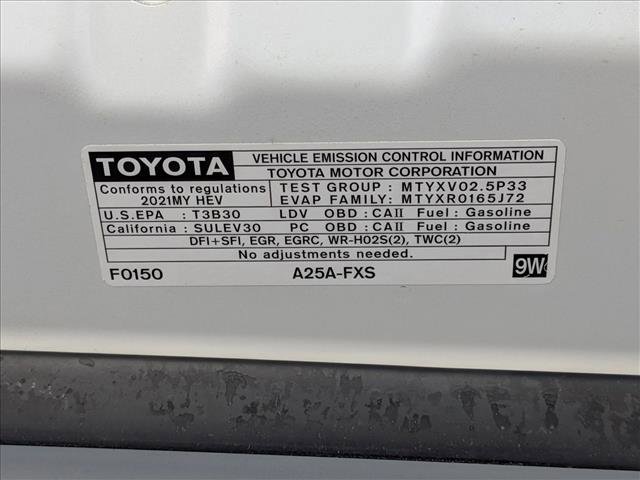 TOYOTA VEHICLE EMISSION CONTROL INFORMATION
TOYOTA MOTOR CORPORATION
Conforms to regulations
2021MY HEV
TEST GROUP : MTYXV02.5P33
EVAP FAMILY: MTYXR0165J72
U.S.EPA : T3B30 LDV OBD : CAII Fuel : Gasoline
California : SULEV30 PC OBD : CAII Fuel : Gasoline
DFI+SFI, EGR, EGRC, WR-HO2S(2), TWC(2)
No adjustments needed.
F0150 A25A-FXS 9W